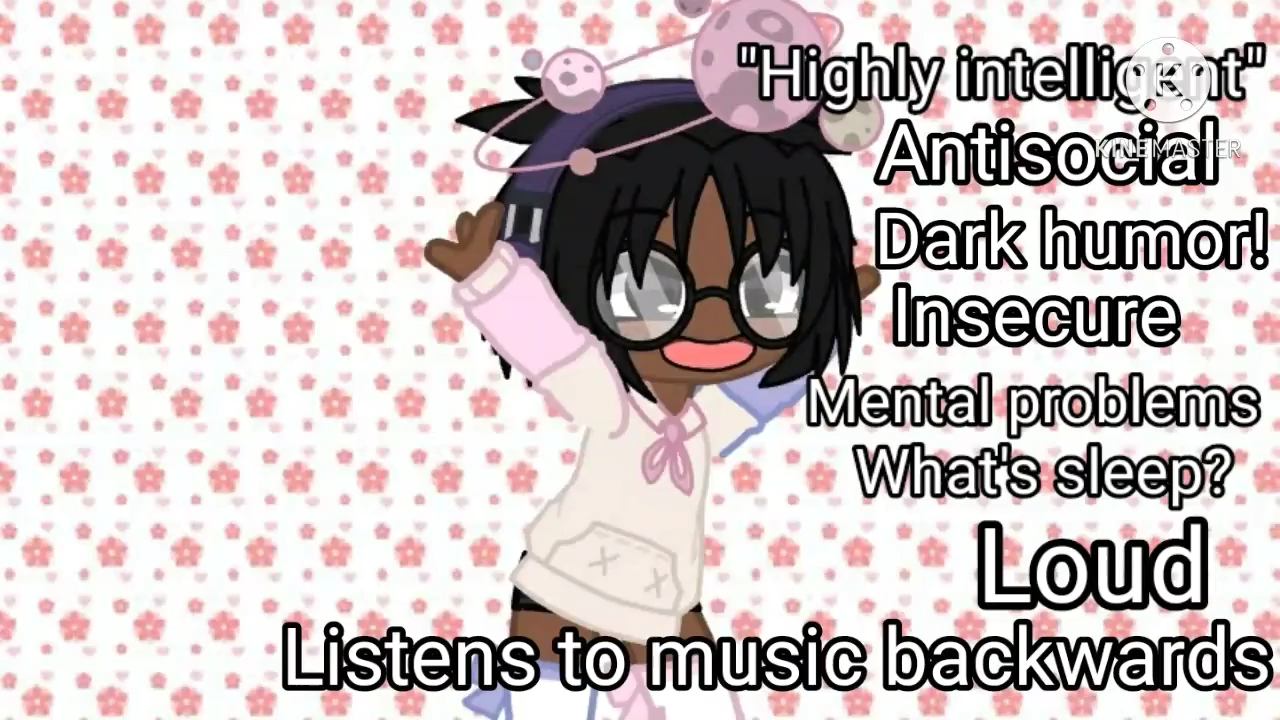 "Highly intelligent"
KINEMASTER
Antisocial
Dark humor!
Insecure
Mental problems
What's sleep?
Loud
Listens to music backwards